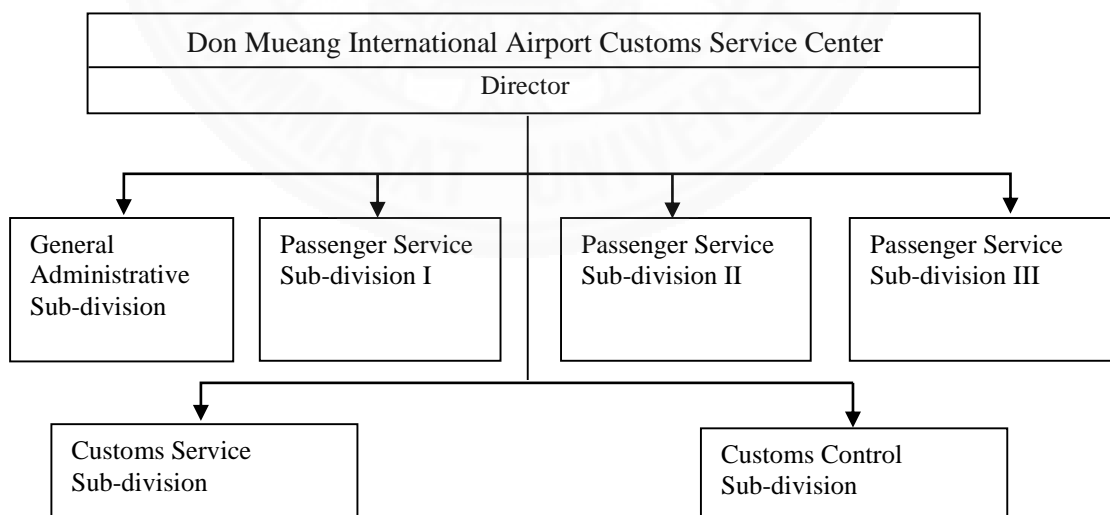 Don Mueang International Airport Customs Service Center
Director
General
Administrative
Sub-division
Passenger Service
Sub-division I
Passenger Service
Sub-division II
Passenger Service
Sub-division III
Customs Service
Sub-division
Customs Control
Sub-division